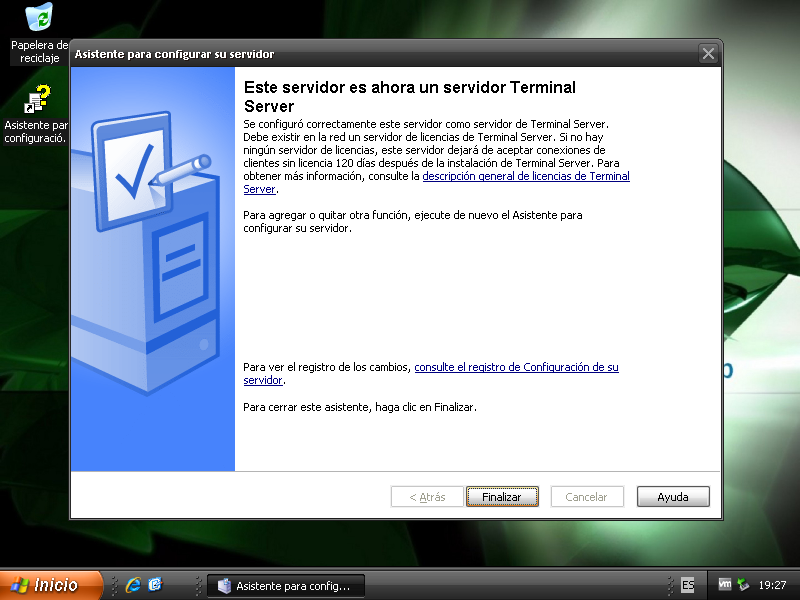 Papelera de
reciclaje
Asistente par
configuració.
Asistente para configurar su servidor
Este servidor es ahora un servidor Terminal
Server
Se configuró correctamente este servidor como servidor de Terminal Server.
Debe existir en la red un servidor de licencias de Terminal Server. Si no hay
ningún servidor de licencias, este servidor dejará de aceptar conexiones de
clientes sin licencia 120 días después de la instalación de Terminal Server. Para
obtener más información, consulte la descripción general de licencias de Terminal
Server.
Para agregar o quitar otra función, ejecute de nuevo el Asistente para
configurar su servidor.
Para ver el registro de los cambios, consulte el registro de Configuración de su
servidor.
Para cerrar este asistente, haga clic en Finalizar.
< Atrás
Finalizar
Cancelar
Ayuda
Inicio
Asistente para config...
ES
vm
19:27